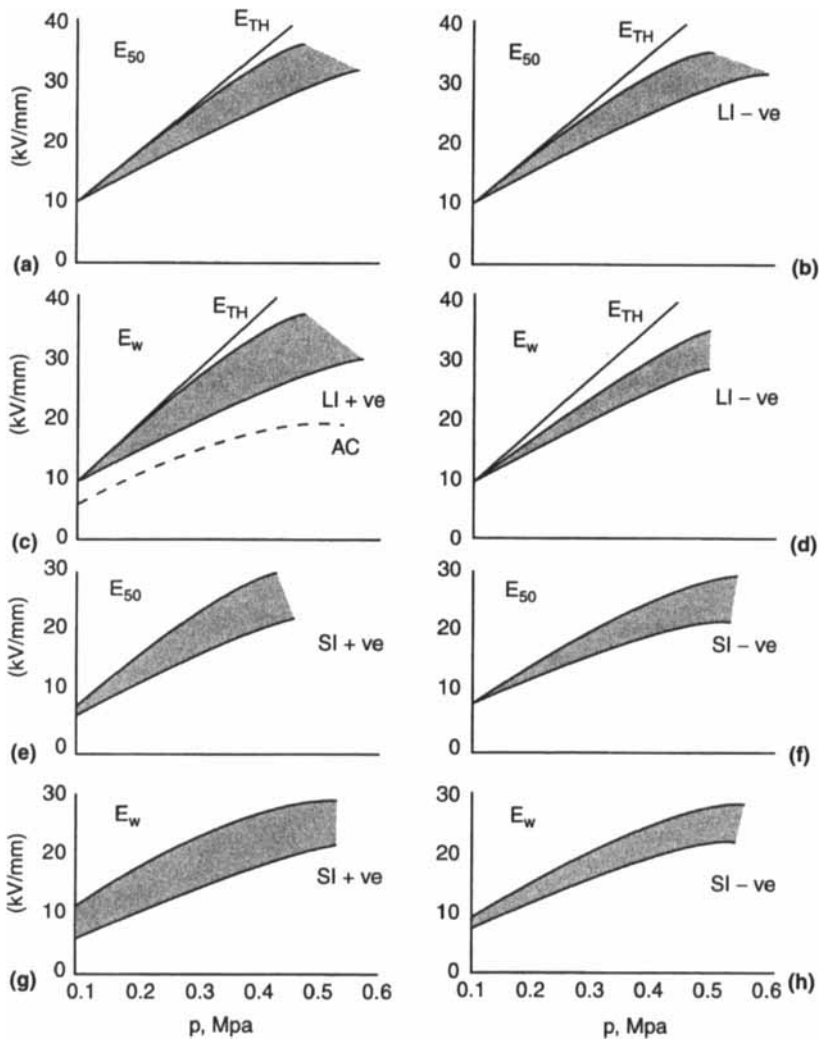 40
30
20
10
0
(kV/mm)
E50
ETH
(a)
E50
ETH
40
30
20
10
0
LI – ve
(b)
40
30
20
10
0
(kV/mm)
Ew
ETH
LI + ve
AC
(c)
40
30
20
10
0
Ew
ETH
LI – ve
(d)
30
20
10
0
(kV/mm)
E50
SI + ve
(e)
30
20
10
0
E50
SI – ve
(f)
30
20
10
0
(kV/mm)
Ew
SI + ve
(g)
0.1 0.2 0.3 0.4 0.5 0.6
p, Mpa
30
20
10
0
Ew
SI – ve
(h)
0.1 0.2 0.3 0.4 0.5 0.6
p, Mpa